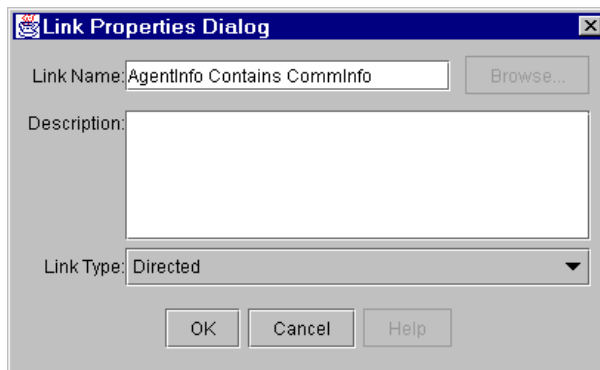 Link Properties Dialog
Link Name: AgentInfo Contains CommInfo Browse...
Description:
Link Type: Directed
OK Cancel Help